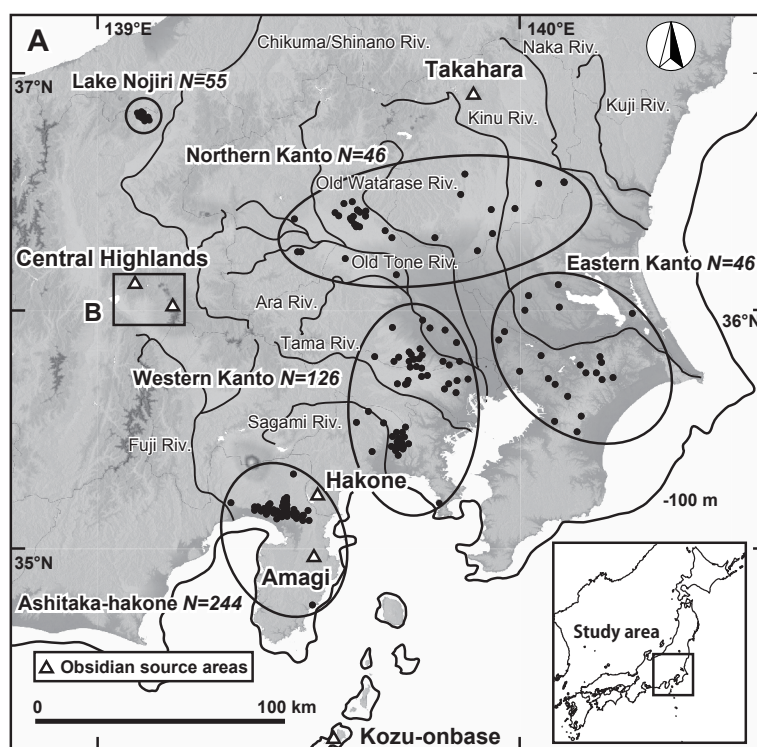 A
139°E
140°E
Chikuma/Shinano Riv.
Naka Riv.
37°N
Lake Nojiri N=55
Takahara
Kinu Riv.
Kuji Riv.
Northern Kanto N=46
Old Watarase Riv.
Central Highlands
Old Tone Riv.
Eastern Kanto N=46
B
Ara Riv.
36°N
Tama Riv.
Western Kanto N=126
Sagami Riv.
Fuji Riv.
Hakone
-100 m
35°N
Amagi
Ashitaka-hakone N=244
Study area
Obsidian source areas
0
100 km
Kozu-onbase